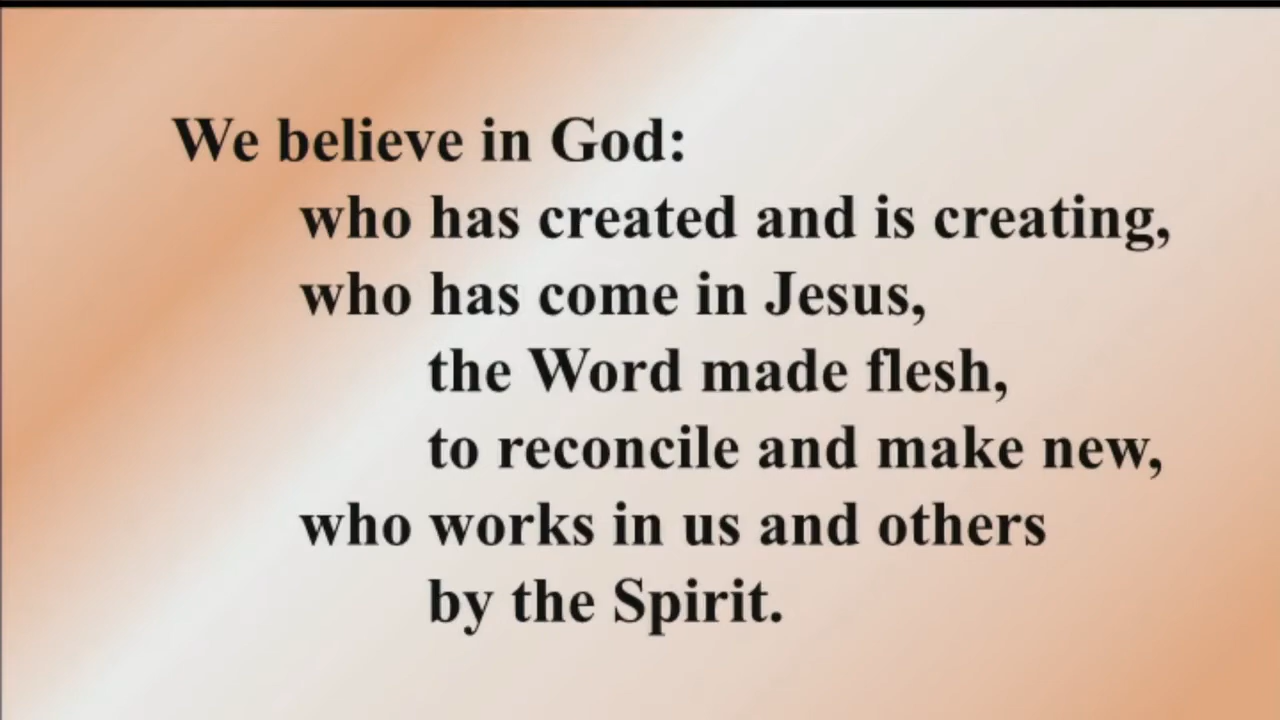 We believe in God:
who has created and is creating,
who has come in Jesus,
the Word made flesh,
to reconcile and make new,
who works in us and others
by the Spirit.